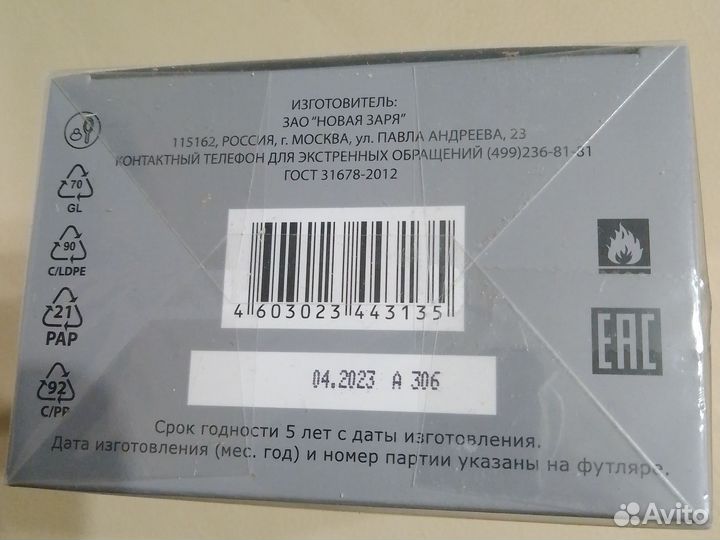 ИЗГОТОВИТЕЛЬ:
ЗАО "НОВАЯ ЗАРЯ"
115162, РОССИЯ, г. МОСКВА, ул. ПАВЛА АНДРЕЕВА, 23
КОНТАКТНЫЙ ТЕЛЕФОН ДЛЯ ЭКСТРЕННЫХ ОБРАЩЕНИЙ (499)236-81-31
ГОСТ 31678-2012
70
GL
90
C/LDPE
21
PAP
92
C/PP
4 603023 443135
EAC
04.2023 A 306
Срок годности 5 лет с даты изготовления.
Дата изготовления (мес. год) и номер партии указаны на футляре.
Avito